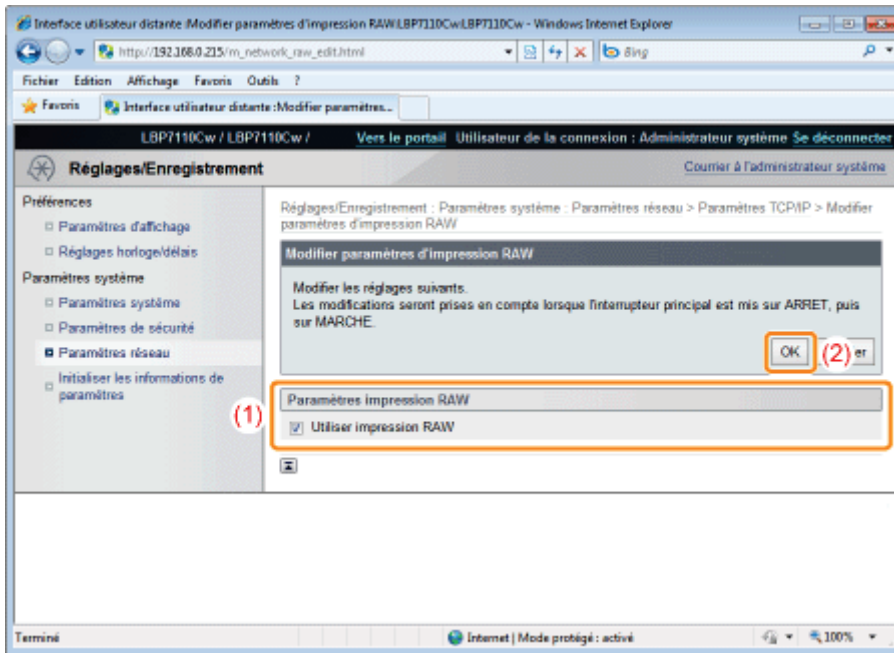 Interface utilisateur distante :Modifier paramètres d'impression RAW:LBP7110Cw:LBP7110Cw - Windows Internet Explorer
http://192.168.0.215/m_network_raw_edit.html
Bing
Fichier Edition Affichage Favoris Outils ?
Favoris
Interface utilisateur distante :Modifier paramètres...
LBP7110Cw / LBP7110Cw / Vers le portail Utilisateur de la connexion : Administrateur système Se déconnecter
Réglages/Enregistrement
Courrier à l'administrateur système
Préférences
Paramètres d'affichage
Réglages horloge/délais
Paramètres système
Paramètres système
Paramètres de sécurité
Paramètres réseau
Initialiser les informations de
paramètres
Réglages/Enregistrement : Paramètres système : Paramètres réseau > Paramètres TCP/IP > Modifier
paramètres d'impression RAW
Modifier paramètres d'impression RAW
Modifier les réglages suivants.
Les modifications seront prises en compte lorsque l'interrupteur principal est mis sur ARRET, puis
sur MARCHE.
OK (2) er
(1)
Paramètres impression RAW
Utiliser impression RAW
Terminé
Internet | Mode protégé : activé
100%